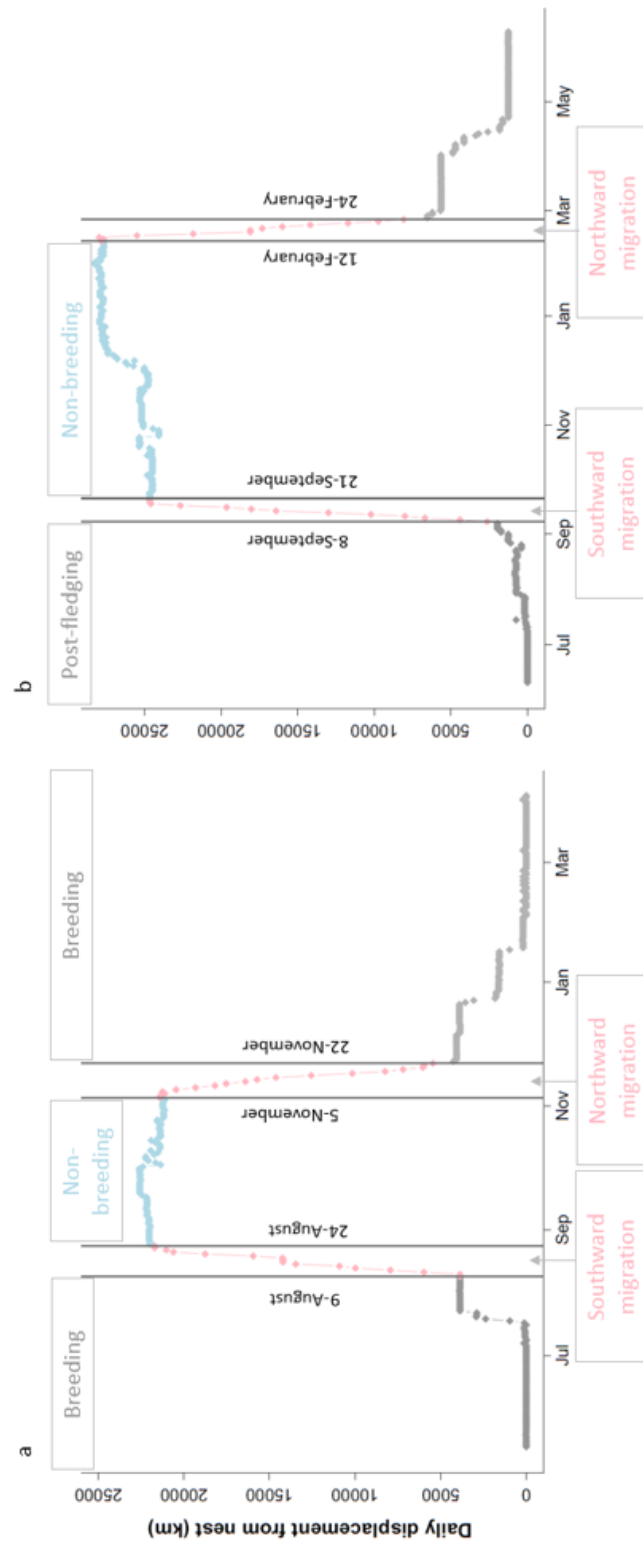 a
Breeding
Non-
breeding
Breeding
Daily displacement from nest (km)
25000
20000
15000
10000
5000
0
9-August
24-August
5-November
22-November
Jul
Sep
Nov
Jan
Mar
Southward
migration
Northward
migration
b
Post-fledging
Non-breeding
25000
20000
15000
10000
5000
0
8-September
21-September
12-February
24-February
Jul
Sep
Nov
Jan
Mar
May
Southward
migration
Northward
migration